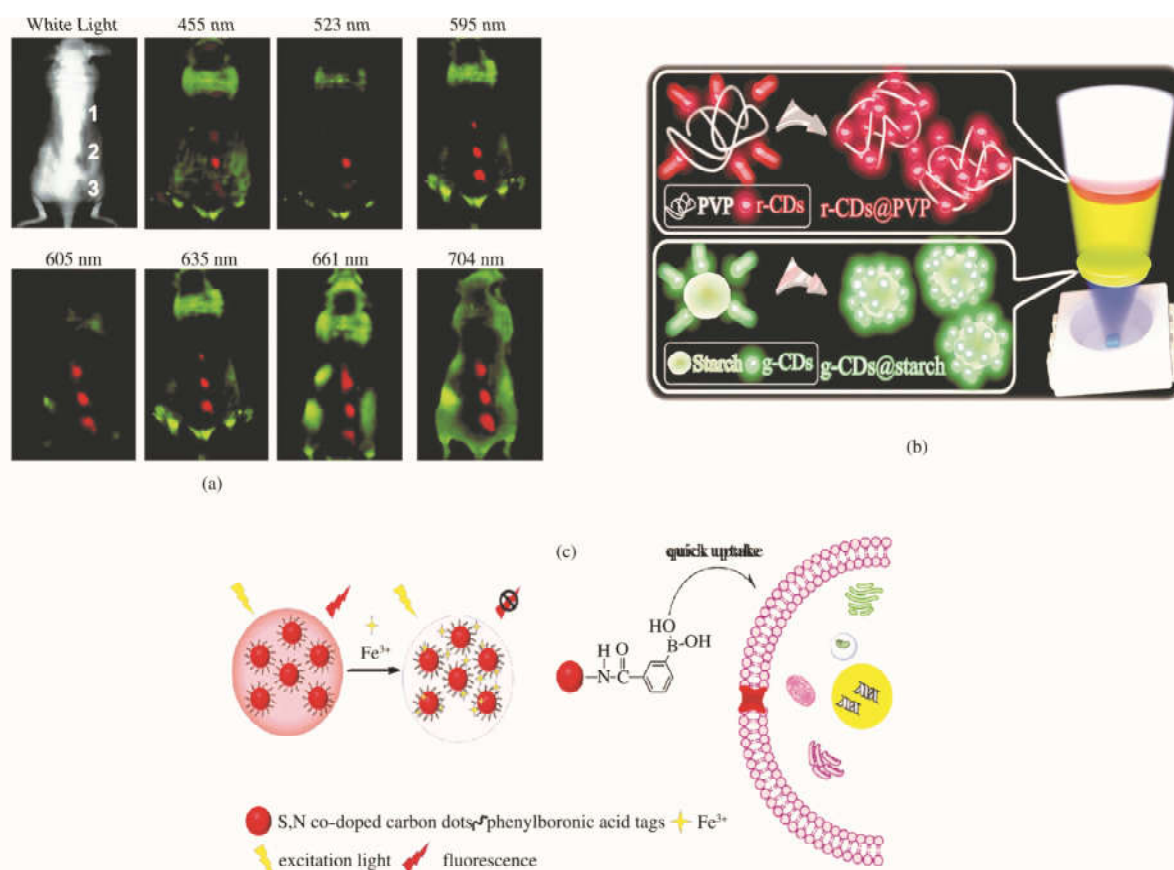 White Light 455 nm 523 nm 595 nm
1
2
3
605 nm 635 nm 661 nm 704 nm
(a)
PVP r-CDs r-CDs@PVP
Starch g-CDs g-CDs@starch
(b)
(c)
quick uptake
Fe³⁺
HO
B-OH
H O
N-C
S,N co-doped carbon dots phenylboronic acid tags Fe³⁺
excitation light fluorescence